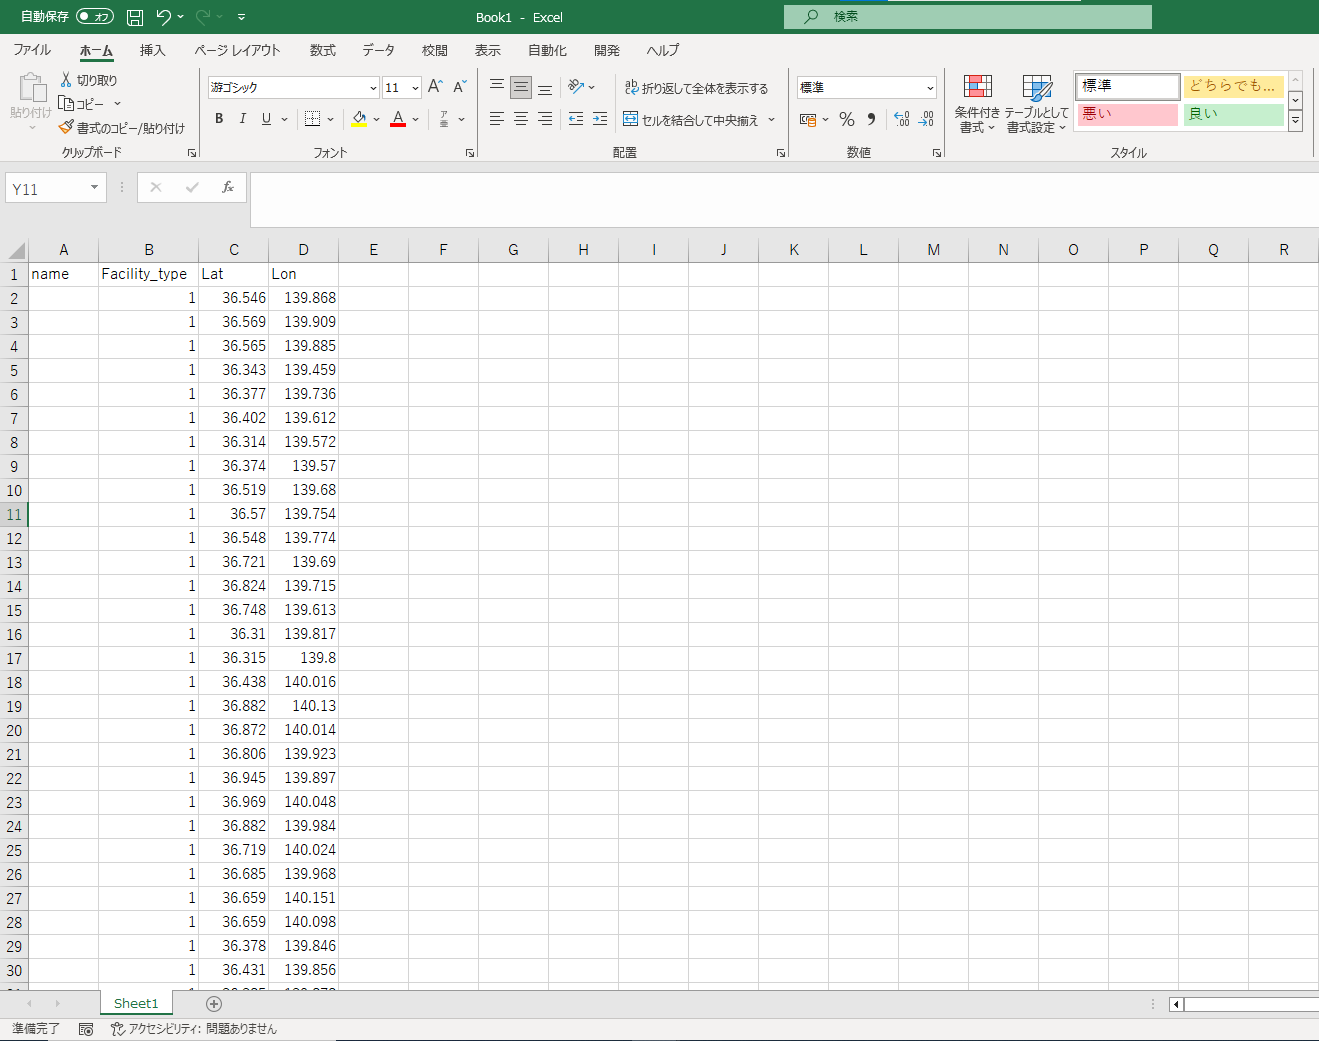 自動保存 オフ Book1 - Excel 検索
ファイル ホーム 挿入 ページ レイアウト 数式 データ 校閲 表示 自動化 開発 ヘルプ
貼り付け 切り取り コピー 書式のコピー/貼り付け クリップボード
游ゴシック 11 A A B I U A 亜 フォント
ab 折り返して全体を表示する セルを結合して中央揃え 配置
標準 % 数値
条件付き書式 テーブルとして書式設定 標準 どちらでも... 悪い 良い スタイル
Y11 fx
A B C D E F G H I J K L M N O P Q R
1 name Facility_type Lat Lon
2 1 36.546 139.868
3 1 36.569 139.909
4 1 36.565 139.885
5 1 36.343 139.459
6 1 36.377 139.736
7 1 36.402 139.612
8 1 36.314 139.572
9 1 36.374 139.57
10 1 36.519 139.68
11 1 36.57 139.754
12 1 36.548 139.774
13 1 36.721 139.69
14 1 36.824 139.715
15 1 36.748 139.613
16 1 36.31 139.817
17 1 36.315 139.8
18 1 36.438 140.016
19 1 36.882 140.13
20 1 36.872 140.014
21 1 36.806 139.923
22 1 36.945 139.897
23 1 36.969 140.048
24 1 36.882 139.984
25 1 36.719 140.024
26 1 36.685 139.968
27 1 36.659 140.151
28 1 36.659 140.098
29 1 36.378 139.846
30 1 36.431 139.856
Sheet1
準備完了 アクセシビリティ: 問題ありません